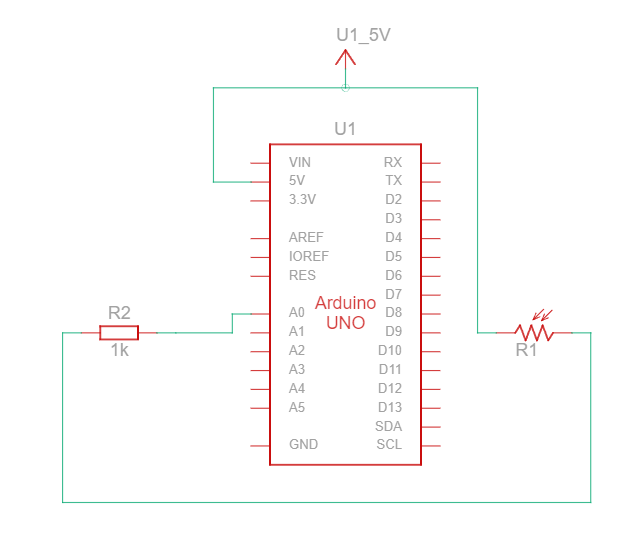 U1_5V
U1
VIN RX
5V TX
3.3V D2
D3
AREF D4
IOREF D5
RES D6
D7
A0 D8
A1 D9
A2 D10
A3 D11
A4 D12
A5 D13
SDA
GND SCL
Arduino
UNO
R2
1k
R1